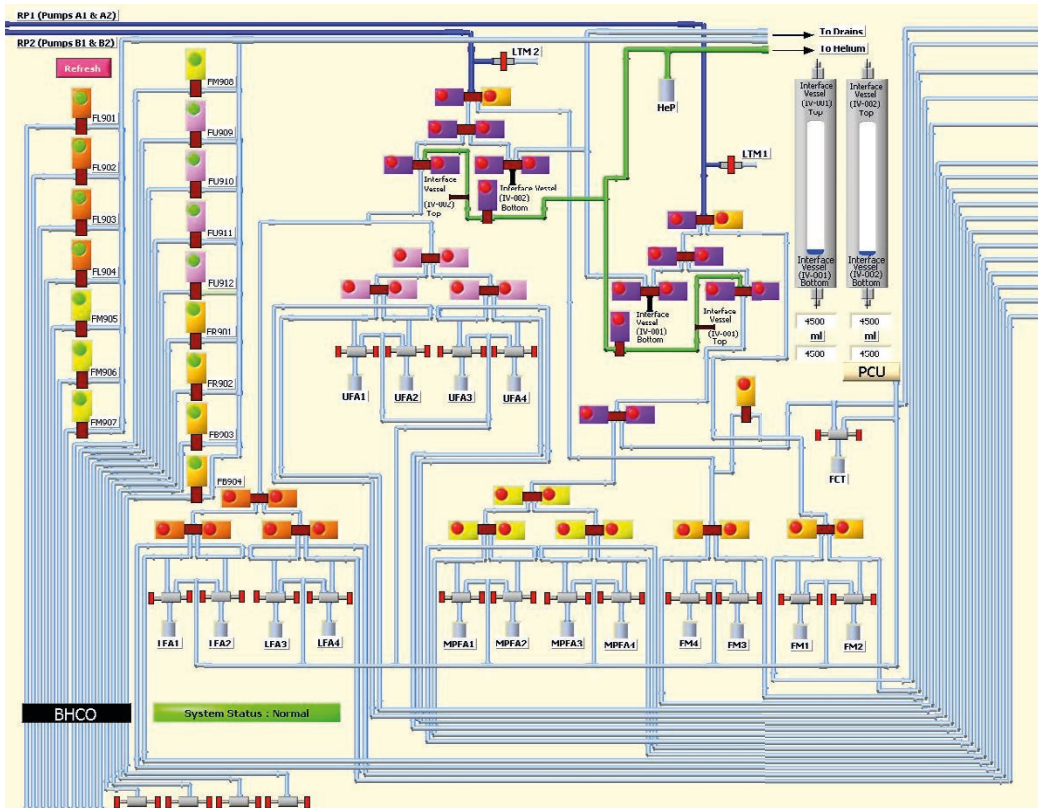 RP1 (Pumps A1 & A2)
RP2 (Pumps B1 & B2)
To Drains
To Helium
Refresh
LTM 2
HeP
LTM1
FM908
FL901
FU909
FL902
FU910
FL903
FU911
FL904
FU912
FM905
FR901
FM906
FR902
FM907
FB903
FB904
Interface
Vessel
(IV-001)
Top
Interface
Vessel
(IV-002)
Top
Interface
Vessel
(IV-001)
Bottom
Interface
Vessel
(IV-002)
Bottom
4500
4500
ml
ml
4500
4500
PCU
Interface
Vessel
(IV-002)
Top
Interface Vessel
(IV-002)
Bottom
Interface
Vessel
(IV-001)
Bottom
Interface
Vessel
(IV-001)
Top
UFA1
UFA2
UFA3
UFA4
FCT
LFA1
LFA2
LFA3
LFA4
MPFA1
MPFA2
MPFA3
MPFA4
FM4
FM3
FM1
FM2
BHCO
System Status : Normal